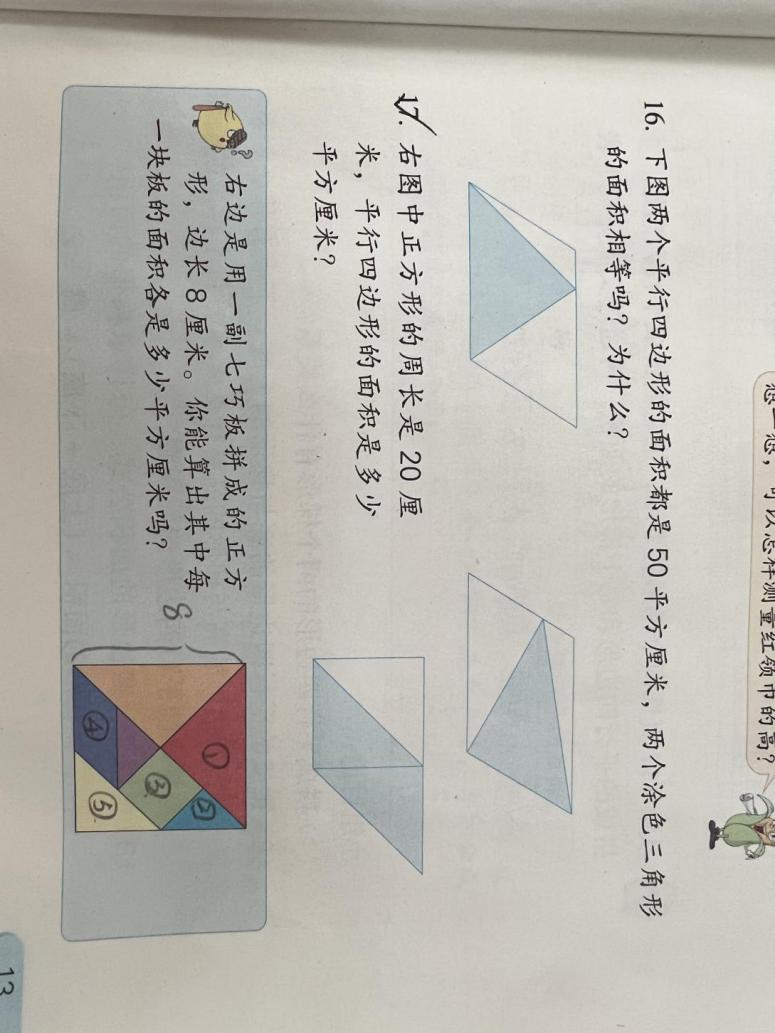 想一想，可以怎样测量红领巾的高？
16. 下图两个平行四边形的面积都是 50 平方厘米，两个涂色三角形
的面积相等吗？为什么？
17. 右图中正方形的周长是 20 厘
米，平行四边形的面积是多少
平方厘米？
右边是用一副七巧板拼成的正方
形，边长 8 厘米。你能算出其中每
一块板的面积各是多少平方厘米吗？
8
①
②
③
④
⑤
13